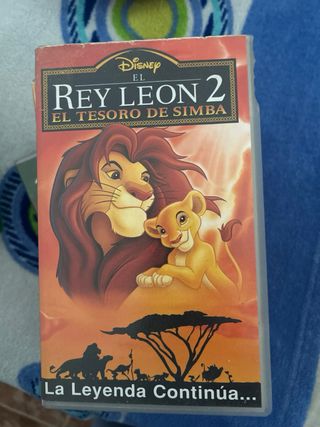 Disney
EL
REY LEON 2
EL TESORO DE SIMBA
La Leyenda Continúa...